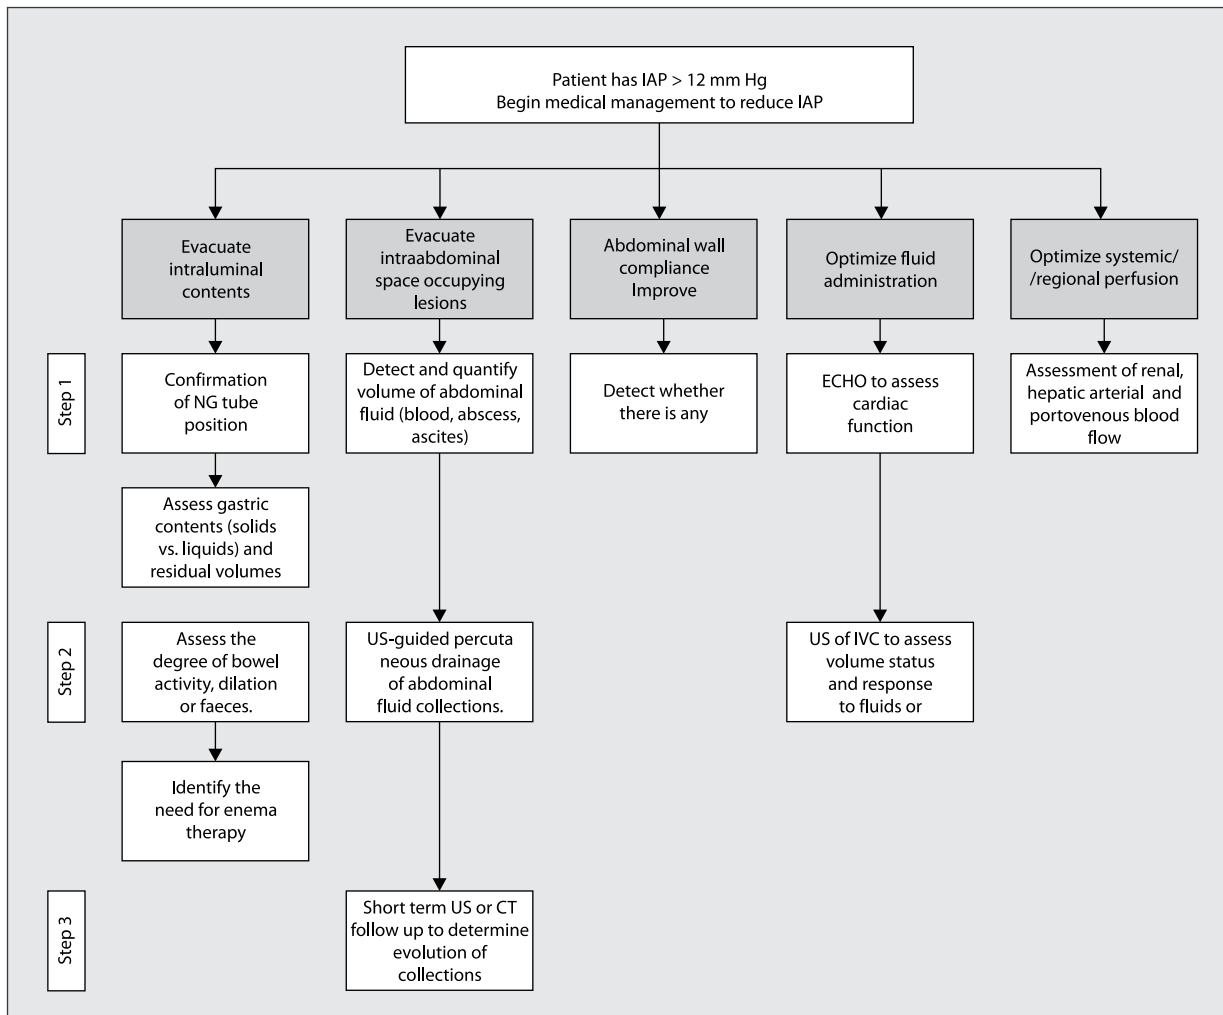 Patient has IAP > 12 mm Hg
Begin medical management to reduce IAP
Evacuate
intraluminal
contents
Evacuate
intraabdominal
space occupying
lesions
Abdominal wall
compliance
Improve
Optimize fluid
administration
Optimize systemic/
/regional perfusion
Step 1
Confirmation
of NG tube
position
Detect and quantify
volume of abdominal
fluid (blood, abscess,
ascites)
Detect whether
there is any
ECHO to assess
cardiac
function
Assessment of renal,
hepatic arterial and
portovenous blood
flow
Assess gastric
contents (solids
vs. liquids) and
residual volumes
Step 2
Assess the
degree of bowel
activity, dilation
or faeces.
US-guided percuta
neous drainage
of abdominal
fluid collections.
US of IVC to assess
volume status
and response
to fluids or
Identify the
need for enema
therapy
Step 3
Short term US or CT
follow up to determine
evolution of
collections